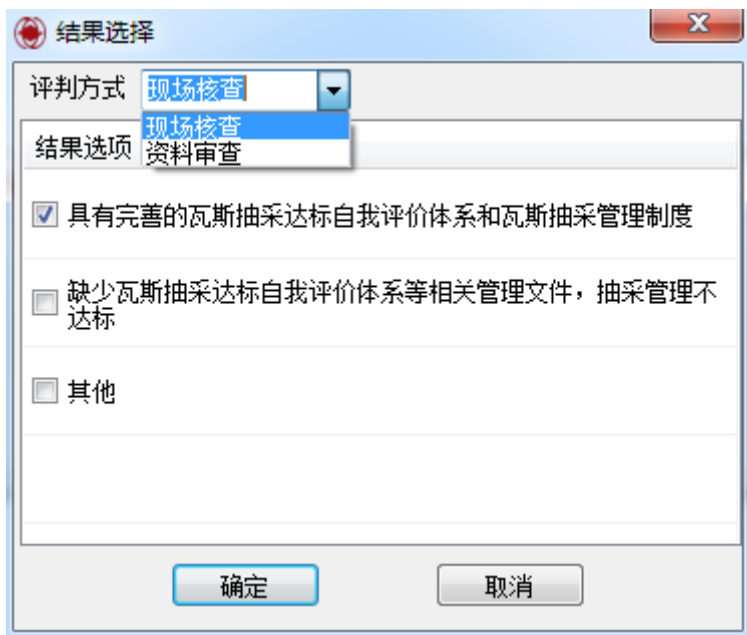 结果选择
评判方式 现场核查
现场核查
结果选项 资料审查
具有完善的瓦斯抽采达标自我评价体系和瓦斯抽采管理制度
缺少瓦斯抽采达标自我评价体系等相关管理文件，抽采管理不
达标
其他
确定 取消